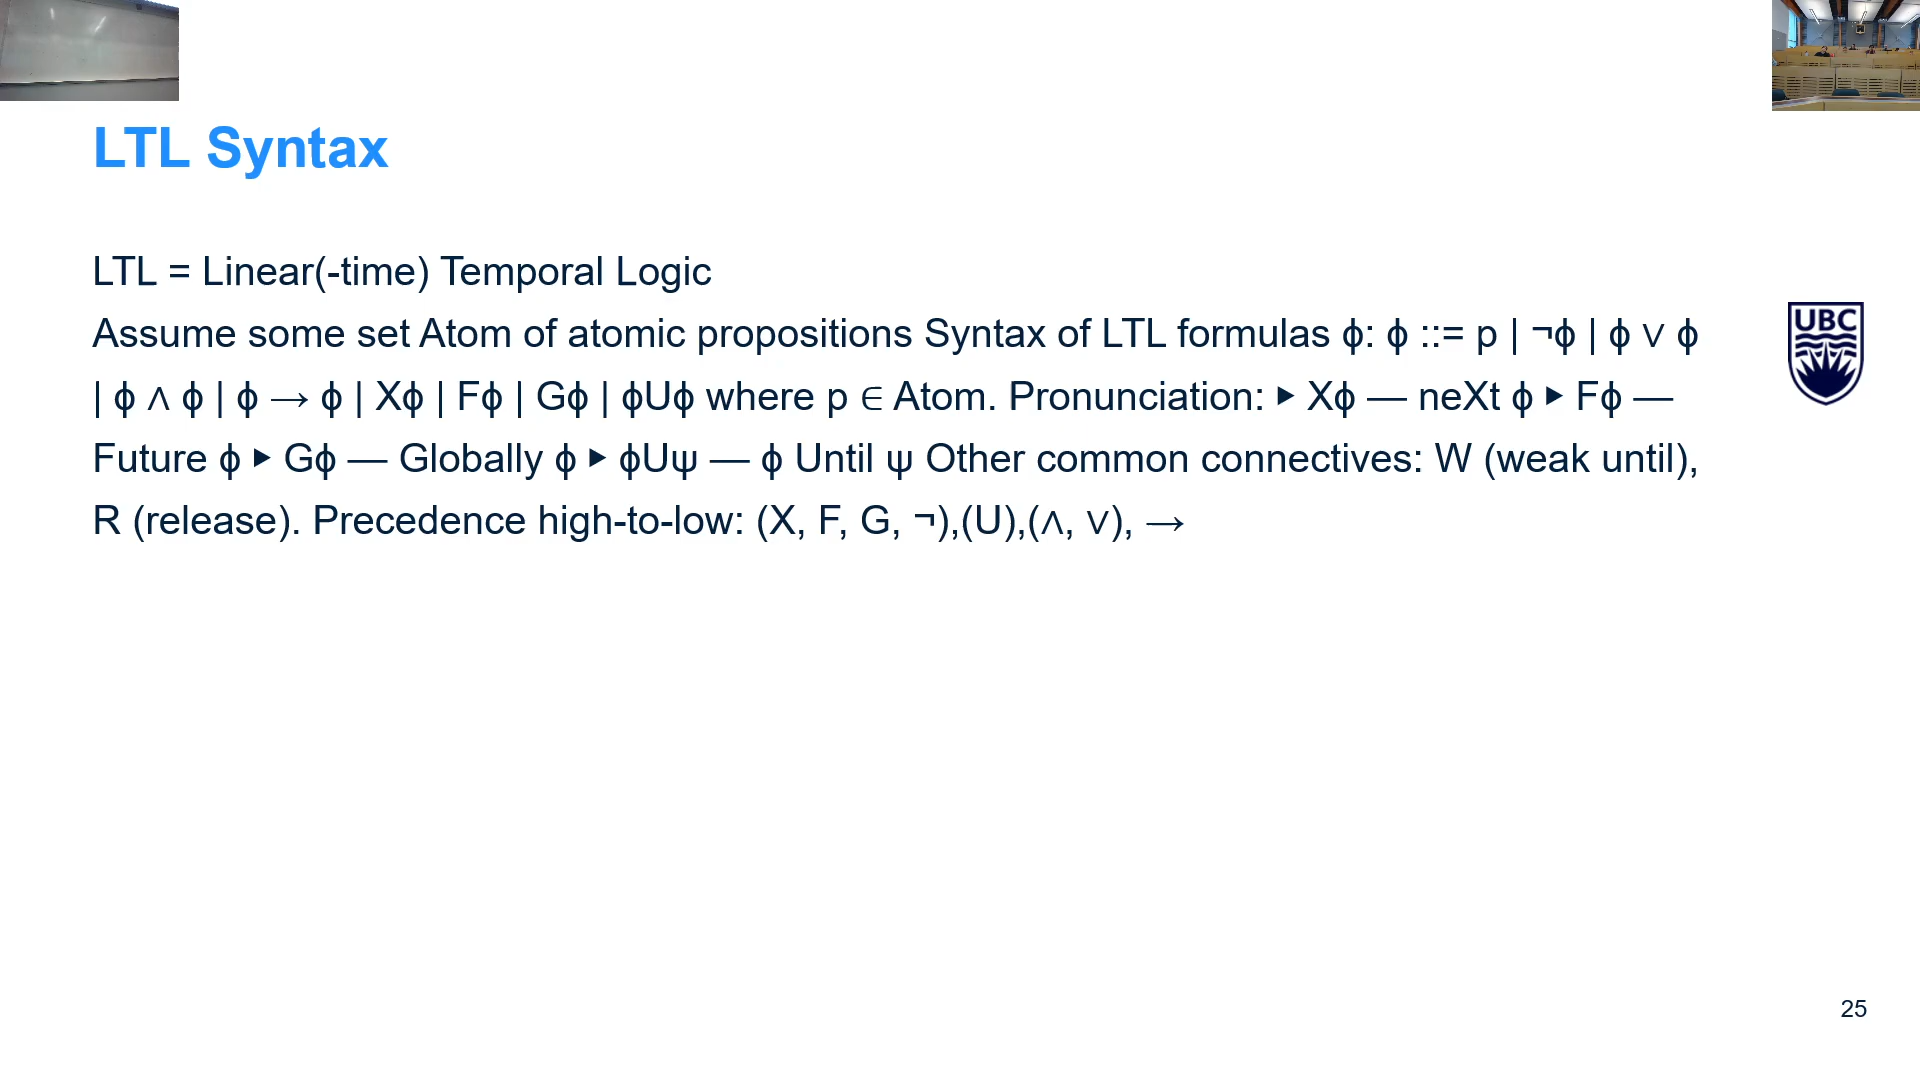 LTL Syntax
LTL = Linear(-time) Temporal Logic
Assume some set Atom of atomic propositions Syntax of LTL formulas ϕ: ϕ ::= p | ¬ϕ | ϕ ∨ ϕ
| ϕ ∧ ϕ | ϕ → ϕ | Xϕ | Fϕ | Gϕ | ϕUϕ where p ∈ Atom. Pronunciation: ▶ Xϕ — neXt ϕ ▶ Fϕ —
Future ϕ ▶ Gϕ — Globally ϕ ▶ ϕUψ — ϕ Until ψ Other common connectives: W (weak until),
R (release). Precedence high-to-low: (X, F, G, ¬),(U),(∧, ∨), →
UBC
25